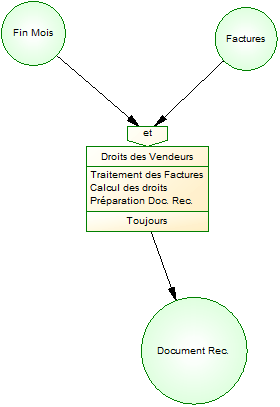 Fin Mois
Factures
et
Droits des Vendeurs
Traitement des Factures
Calcul des droits
Préparation Doc. Rec.
Toujours
Document Rec.